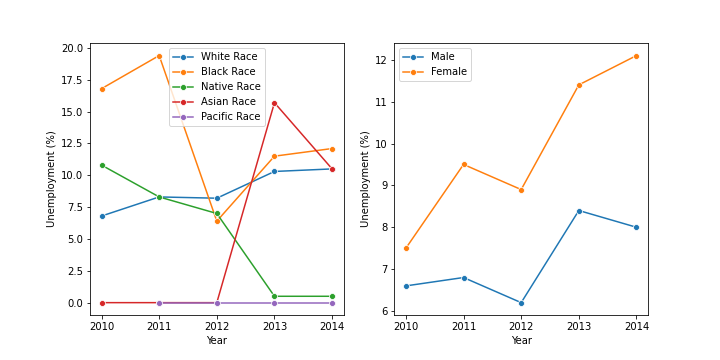 20.0
17.5
15.0
12.5
10.0
7.5
5.0
2.5
0.0
Unemployment (%)
2010 2011 2012 2013 2014
Year
White Race
Black Race
Native Race
Asian Race
Pacific Race
12
11
10
9
8
7
6
Unemployment (%)
2010 2011 2012 2013 2014
Year
Male
Female